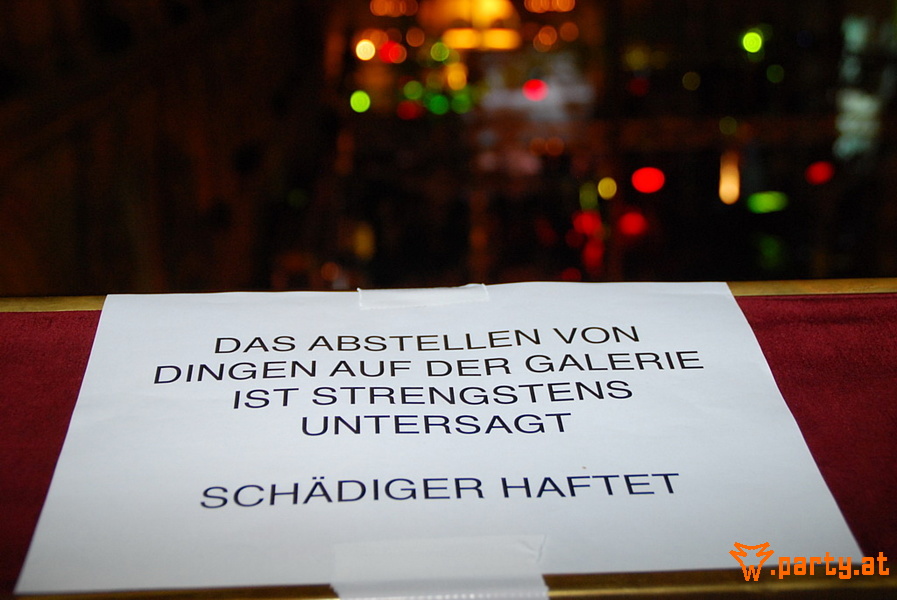 DAS ABSTELLEN VON
DINGEN AUF DER GALERIE
IST STRENGSTENS
UNTERSAGT
SCHÄDIGER HAFTET
.party.at